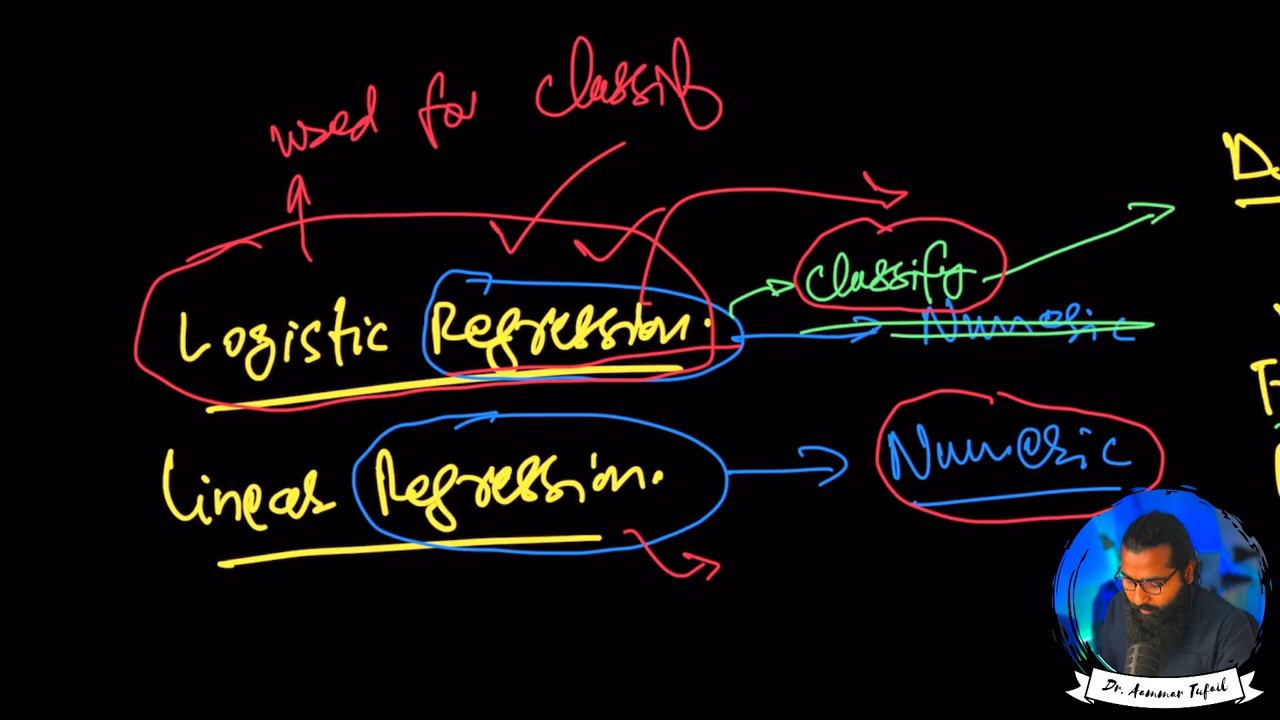 used for classif
classify
Logistic Regression.
Numeric
Linear Regression.
Numeric
Dr. Aammar Tufail